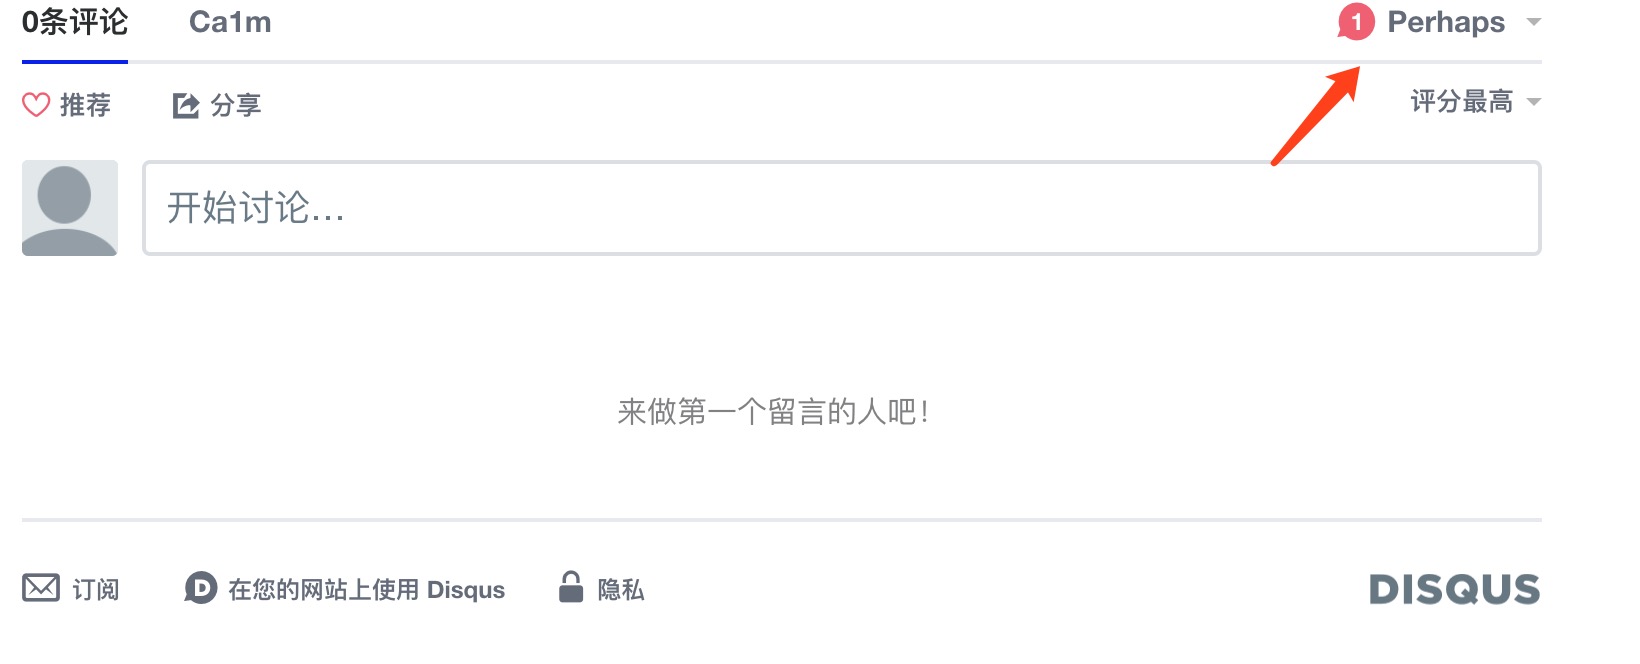 0条评论 Ca1m 1 Perhaps
推荐 分享 评分最高
开始讨论...
来做第一个留言的人吧!
订阅 D 在您的网站上使用 Disqus 隐私 DISQUS